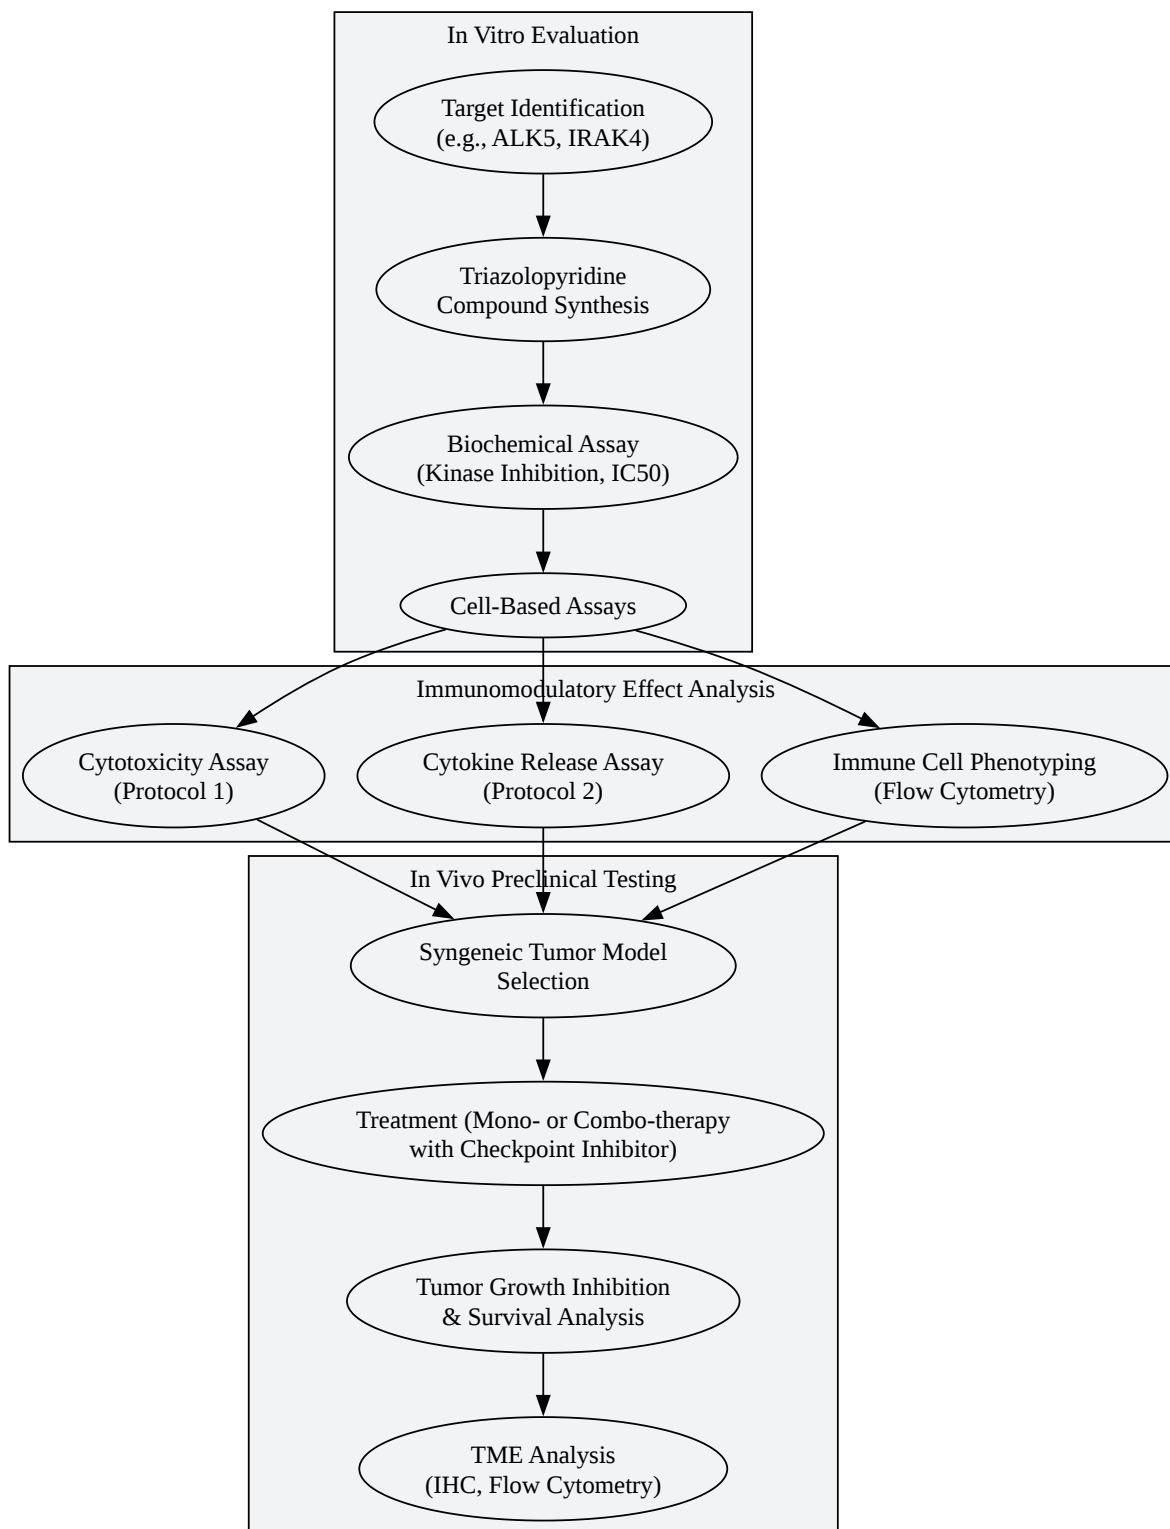 In Vitro Evaluation
Target Identification
(e.g., ALK5, IRAK4)
Triazolopyridine
Compound Synthesis
Biochemical Assay
(Kinase Inhibition, IC50)
Cell-Based Assays
Immunomodulatory Effect Analysis
Cytotoxicity Assay
(Protocol 1)
Cytokine Release Assay
(Protocol 2)
Immune Cell Phenotyping
(Flow Cytometry)
In Vivo Preclinical Testing
Syngeneic Tumor Model
Selection
Treatment (Mono- or Combo-therapy
with Checkpoint Inhibitor)
Tumor Growth Inhibition
& Survival Analysis
TME Analysis
(IHC, Flow Cytometry)